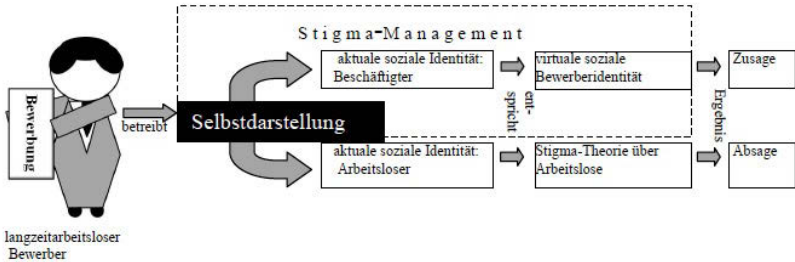 Stigma-Management
Bewerbung
betreibt
Selbstdarstellung
aktuale soziale Identität:
Beschäftigter
ent-
spricht
virtuale soziale
Bewerberidentität
Ergebnis
Zusage
aktuale soziale Identität:
Arbeitsloser
Stigma-Theorie über
Arbeitslose
Absage
langzeitarbeitsloser
Bewerber